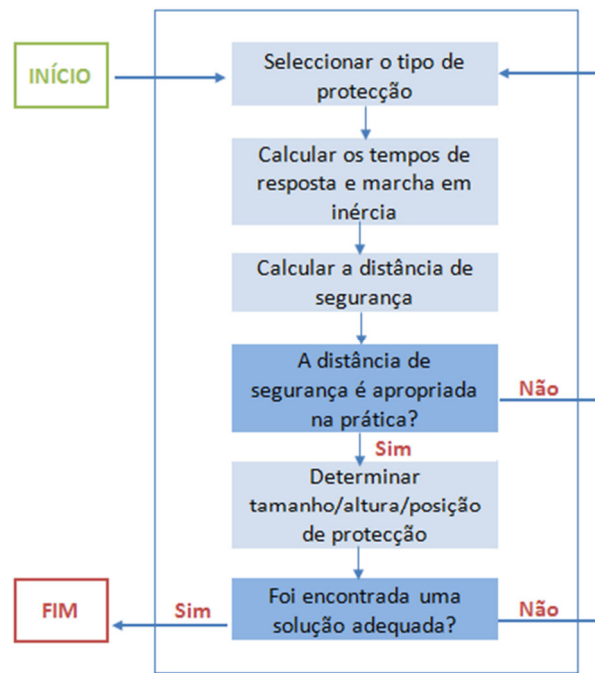 INÍCIO
Seleccionar o tipo de
protecção
Calcular os tempos de
resposta e marcha em
inércia
Calcular a distância de
segurança
A distância de
segurança é apropriada
na prática?
Não
Sim
Determinar
tamanho/altura/posição
de protecção
Foi encontrada uma
solução adequada?
Não
Sim
FIM